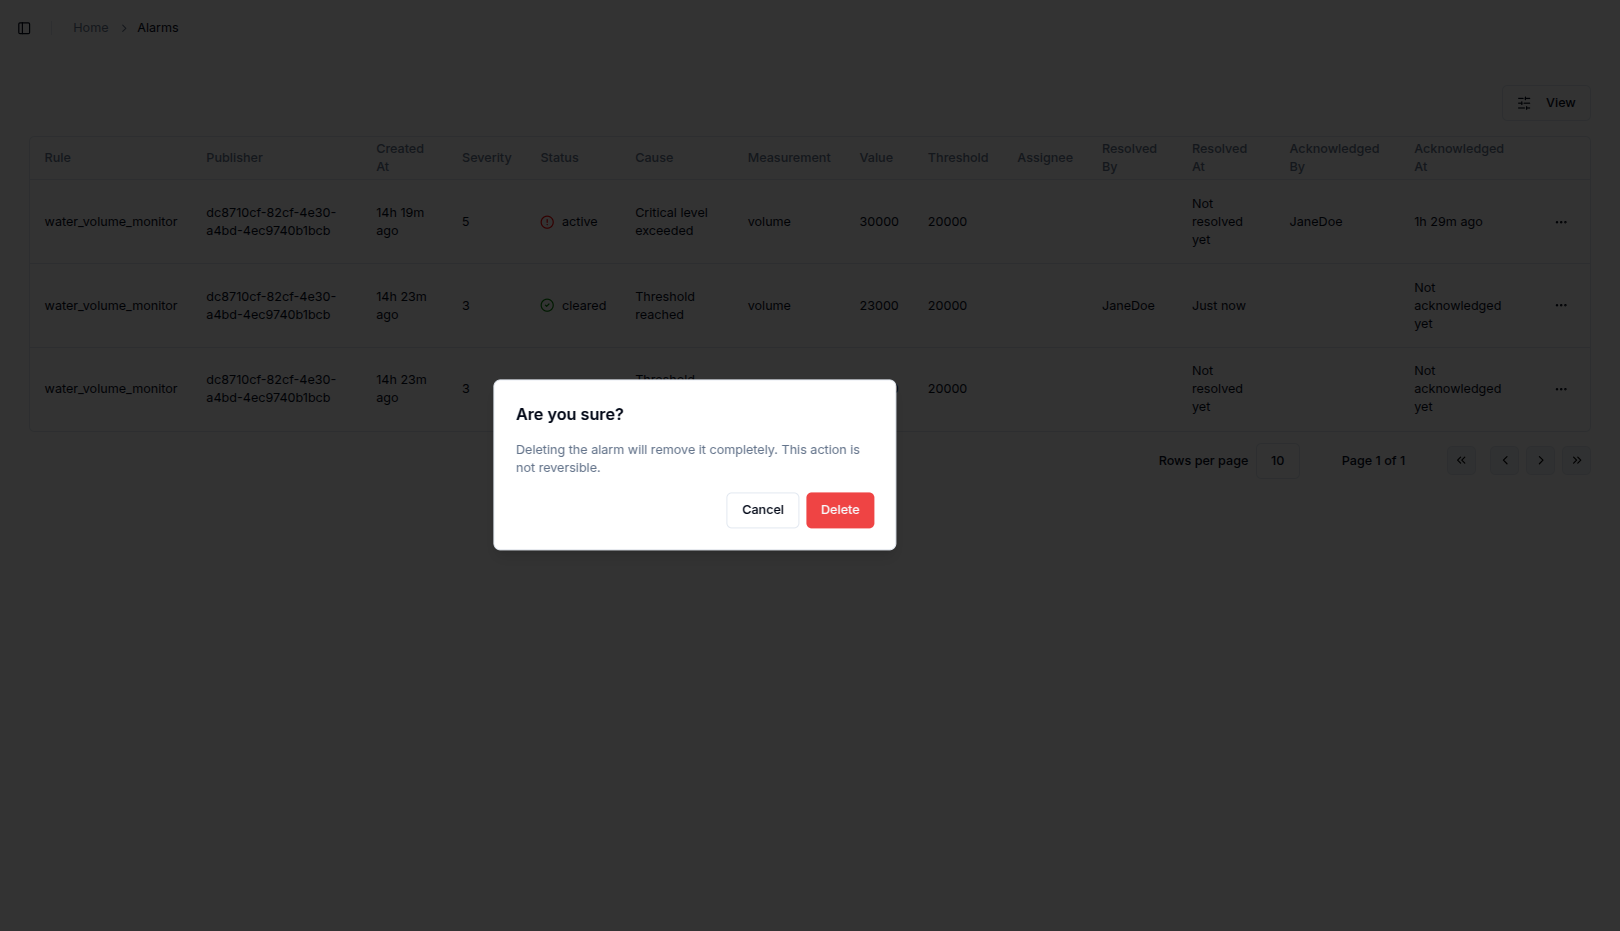 Home > Alarms
View
Rule Publisher Created At Severity Status Cause Measurement Value Threshold Assignee Resolved By Resolved At Acknowledged By Acknowledged At
water_volume_monitor dc8710cf-82cf-4e30-a4bd-4ec9740b1bcb 14h 19m ago 5 active Critical level exceeded volume 30000 20000 Not resolved yet JaneDoe 1h 29m ago ...
water_volume_monitor dc8710cf-82cf-4e30-a4bd-4ec9740b1bcb 14h 23m ago 3 cleared Threshold reached volume 23000 20000 JaneDoe Just now Not acknowledged yet ...
water_volume_monitor dc8710cf-82cf-4e30-a4bd-4ec9740b1bcb 14h 23m ago 3 Threshold 20000 Not resolved yet Not acknowledged yet ...
Are you sure?
Deleting the alarm will remove it completely. This action is
not reversible.
Cancel Delete
Rows per page 10 Page 1 of 1